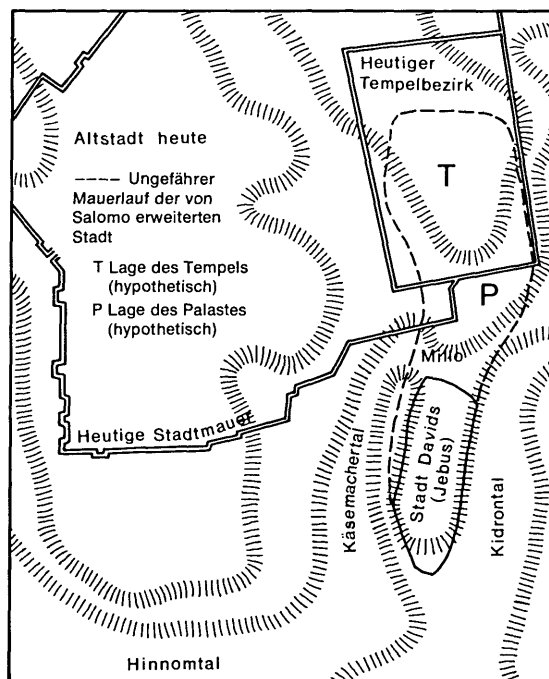 Heutiger
Tempelbezirk
Altstadt heute
---- Ungefährer
Mauerlauf der von
Salomo erweiterten
Stadt
T
T Lage des Tempels
(hypothetisch)
P Lage des Palastes
(hypothetisch)
P
Millo
Heutige Stadtmauer
Käsemachertal
Stadt Davids
(Jebus)
Kidrontal
Hinnomtal